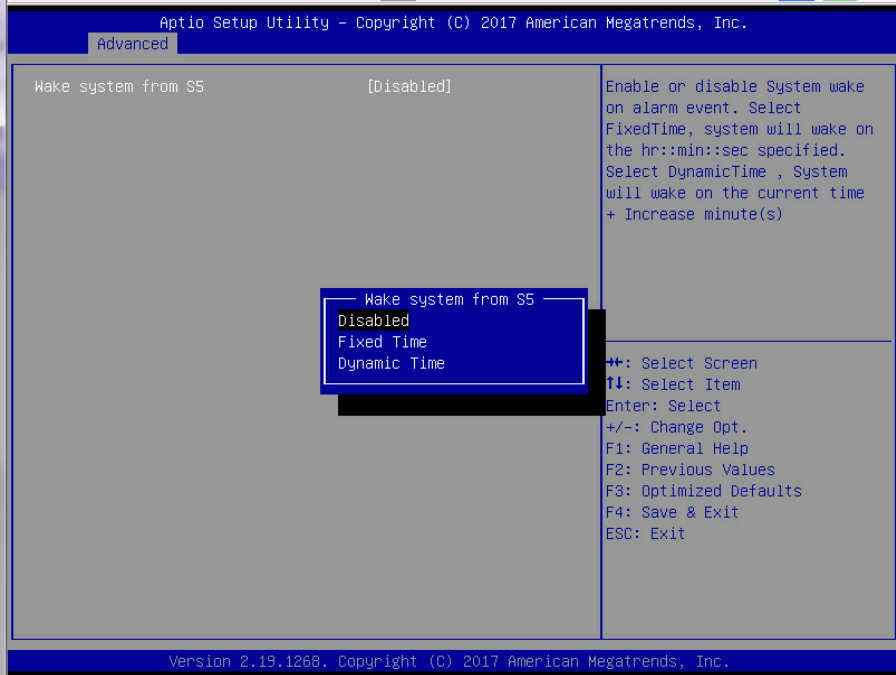 Aptio Setup Utility – Copyright (C) 2017 American Megatrends, Inc.
Advanced
Wake system from S5 [Disabled]
Enable or disable System wake
on alarm event. Select
FixedTime, system will wake on
the hr::min::sec specified.
Select DynamicTime , System
will wake on the current time
+ Increase minute(s)
Wake system from S5
Disabled
Fixed Time
Dynamic Time
→←: Select Screen
↑↓: Select Item
Enter: Select
+/-: Change Opt.
F1: General Help
F2: Previous Values
F3: Optimized Defaults
F4: Save & Exit
ESC: Exit
Version 2.19.1268. Copyright (C) 2017 American Megatrends, Inc.